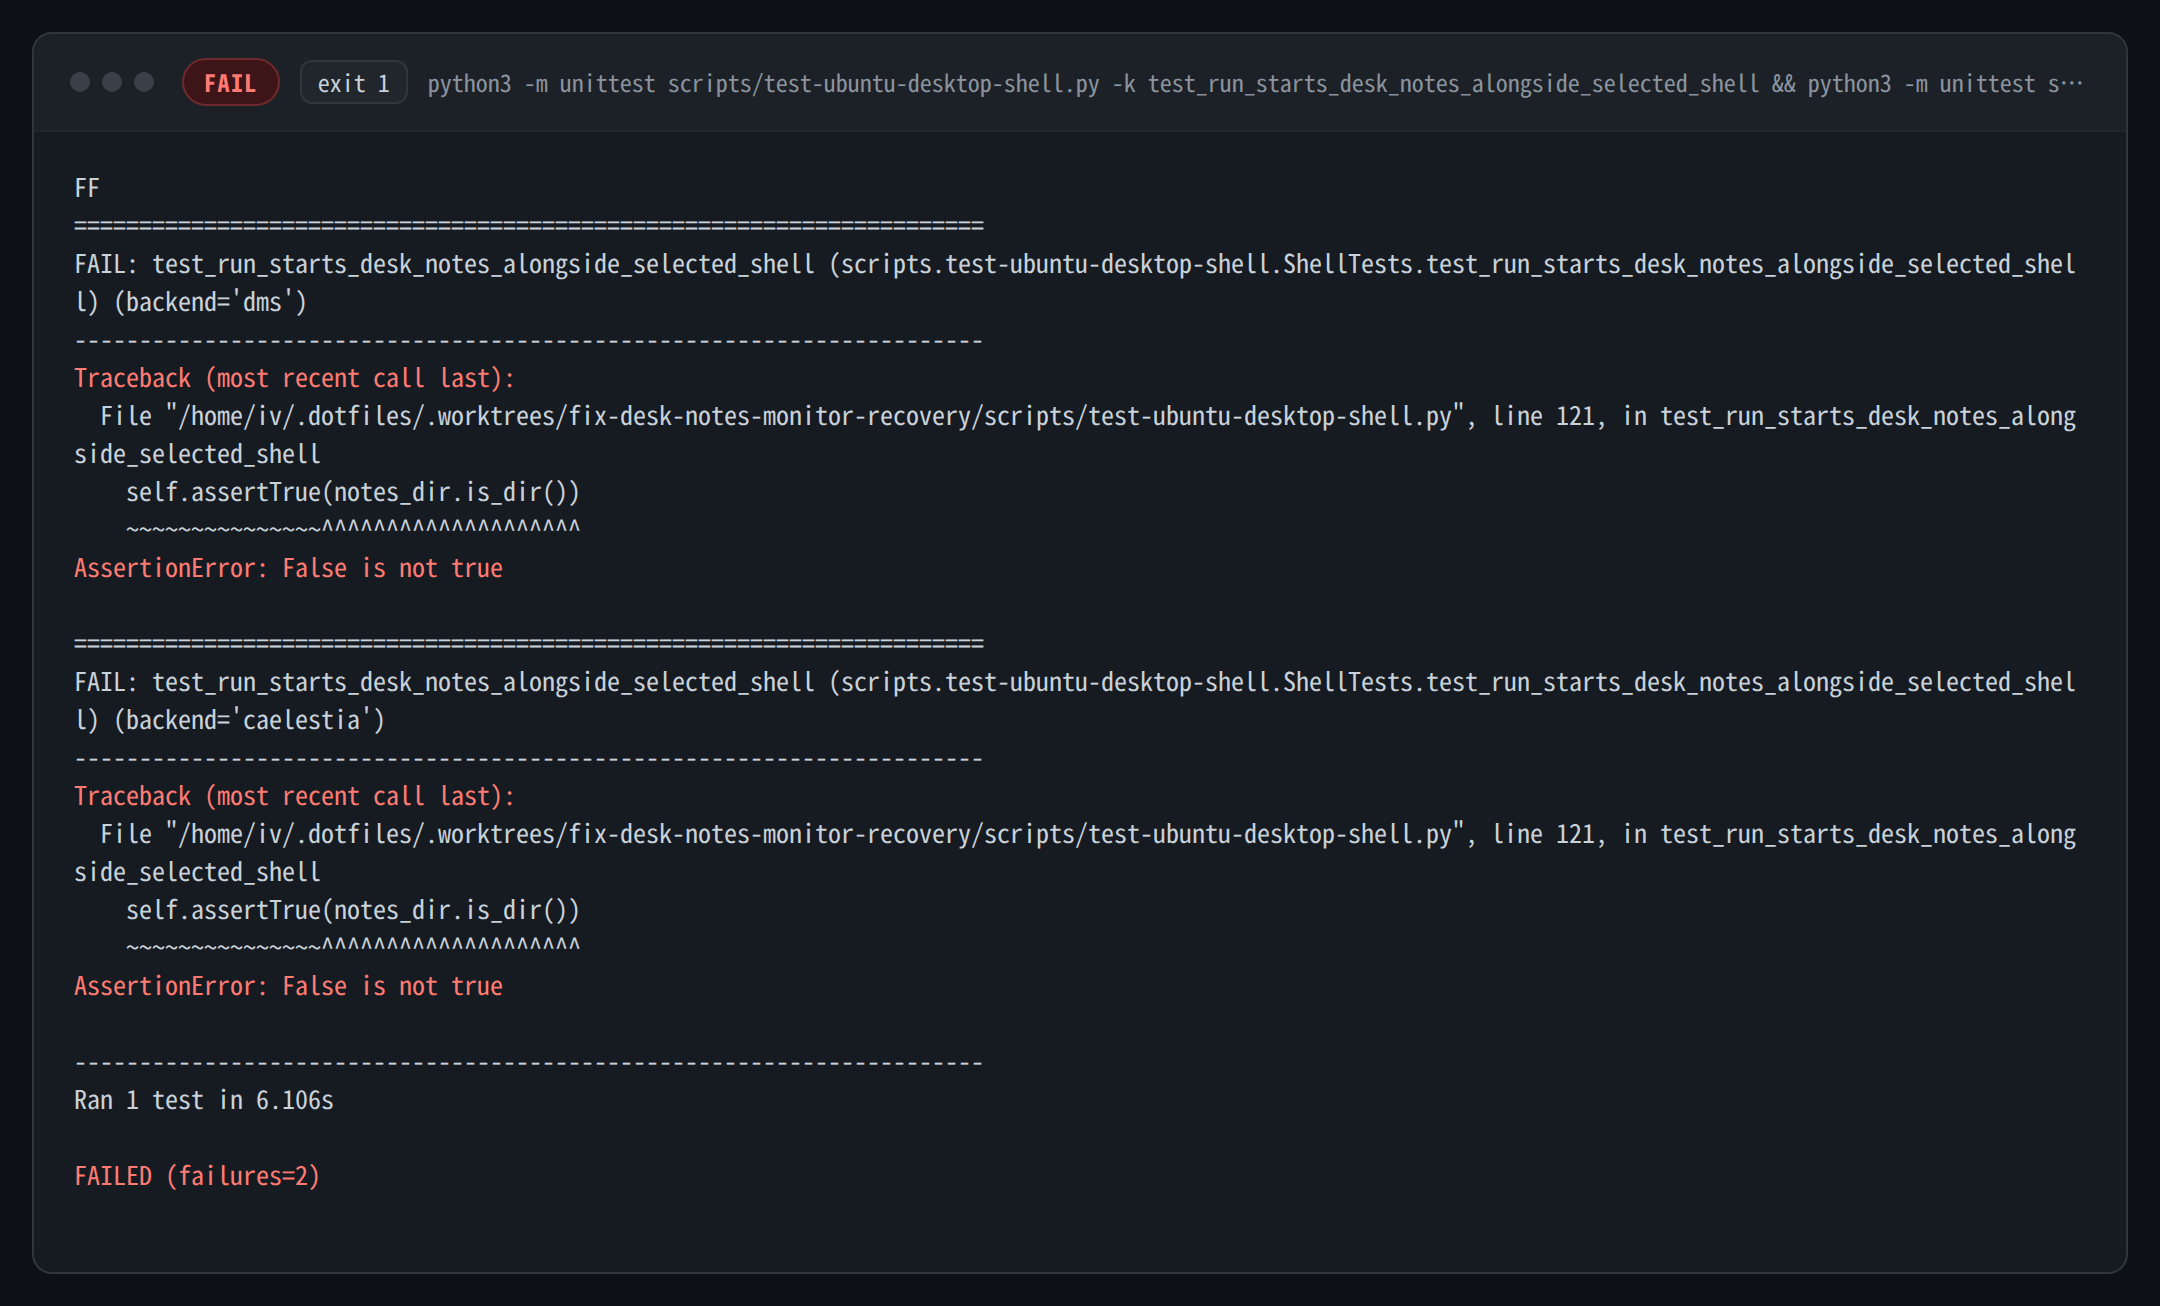 FAIL exit 1 python3 -m unittest scripts/test-ubuntu-desktop-shell.py -k test_run_starts_desk_notes_alongside_selected_shell && python3 -m unittest s…
FF
======================================================================
FAIL: test_run_starts_desk_notes_alongside_selected_shell (scripts.test-ubuntu-desktop-shell.ShellTests.test_run_starts_desk_notes_alongside_selected_shel
l) (backend='dms')
----------------------------------------------------------------------
Traceback (most recent call last):
  File "/home/iv/.dotfiles/.worktrees/fix-desk-notes-monitor-recovery/scripts/test-ubuntu-desktop-shell.py", line 121, in test_run_starts_desk_notes_along
side_selected_shell
    self.assertTrue(notes_dir.is_dir())
    ~~~~~~~~~~~~~~~^^^^^^^^^^^^^^^^^^^^
AssertionError: False is not true
======================================================================
FAIL: test_run_starts_desk_notes_alongside_selected_shell (scripts.test-ubuntu-desktop-shell.ShellTests.test_run_starts_desk_notes_alongside_selected_shel
l) (backend='caelestia')
----------------------------------------------------------------------
Traceback (most recent call last):
  File "/home/iv/.dotfiles/.worktrees/fix-desk-notes-monitor-recovery/scripts/test-ubuntu-desktop-shell.py", line 121, in test_run_starts_desk_notes_along
side_selected_shell
    self.assertTrue(notes_dir.is_dir())
    ~~~~~~~~~~~~~~~^^^^^^^^^^^^^^^^^^^^
AssertionError: False is not true
----------------------------------------------------------------------
Ran 1 test in 6.106s
FAILED (failures=2)